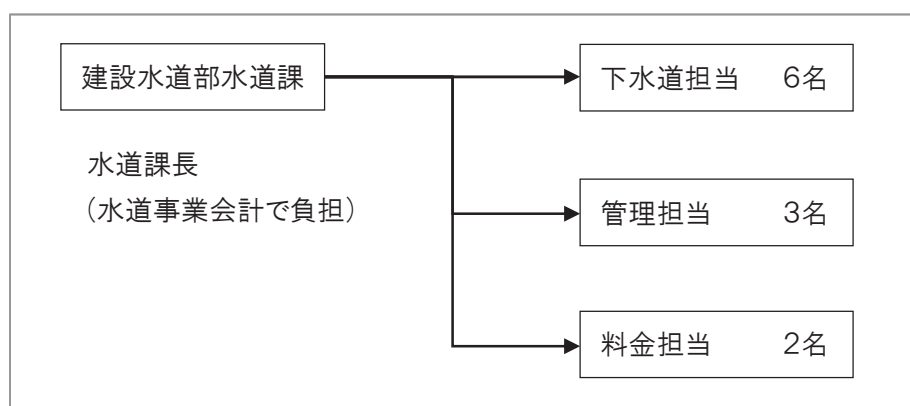 建設水道部水道課
水道課長
(水道事業会計で負担)
下水道担当 6名
管理担当 3名
料金担当 2名